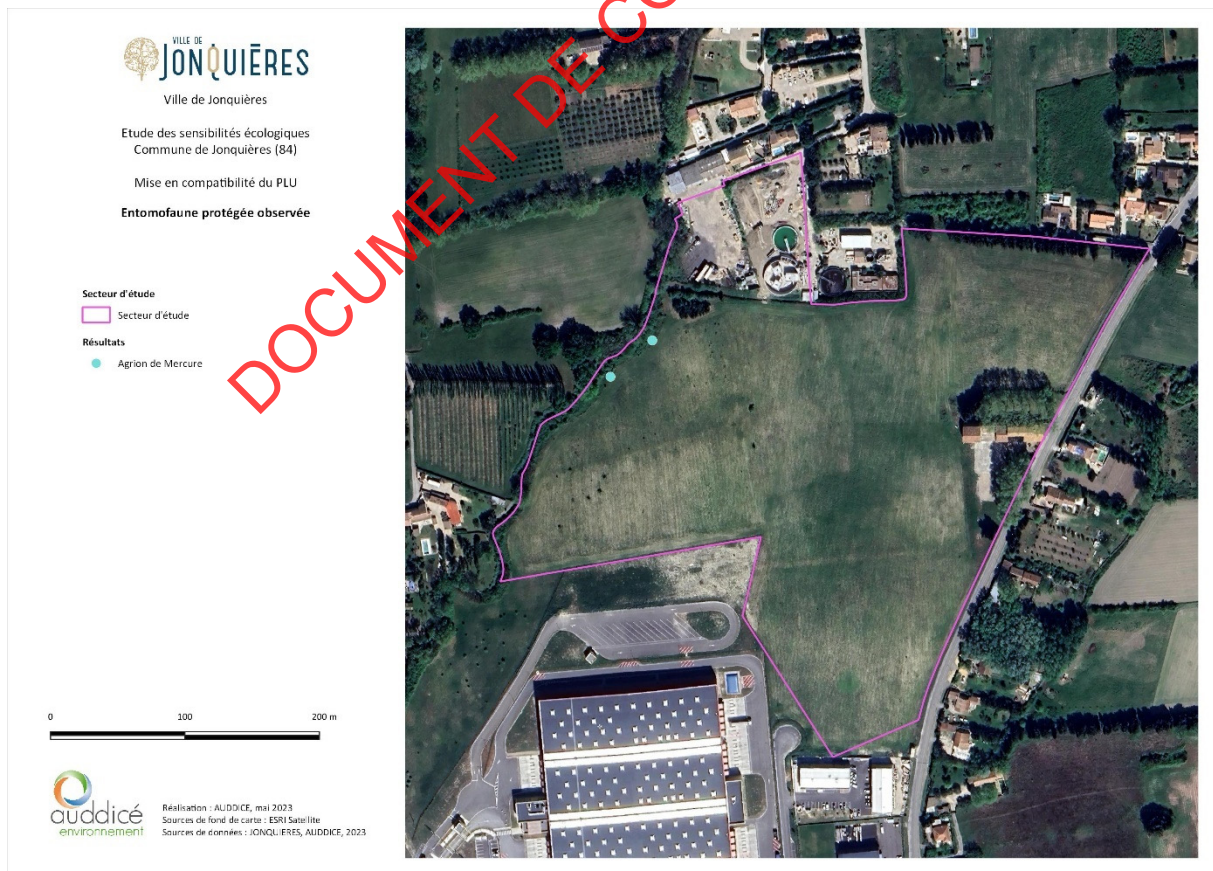 VILLE DE
JONQUIÈRES
Ville de Jonquières
Etude des sensibilités écologiques
Commune de Jonquières (84)
Mise en compatibilité du PLU
Entomofaune protégée observée
Secteur d'étude
Secteur d'étude
Résultats
Agrion de Mercure
DOCUMENT DE CO
0 100 200 m
auddicé
environnement
Réalisation : AUDDICE, mai 2023
Sources de fond de carte : ESRI Satellite
Sources de données : JONQUIERES, AUDDICE, 2023